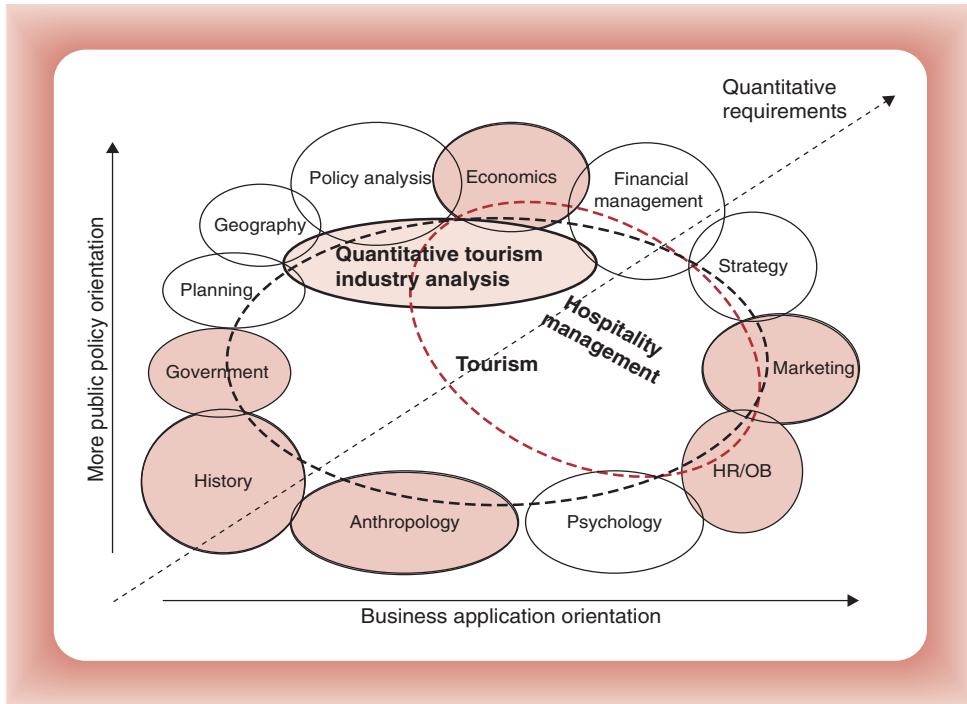 Quantitative
requirements
Policy analysis
Economics
Financial
management
Geography
Quantitative tourism
industry analysis
Strategy
Planning
Hospitality
management
Tourism
Government
Marketing
History
HR/OB
Anthropology
Psychology
More public policy orientation
Business application orientation